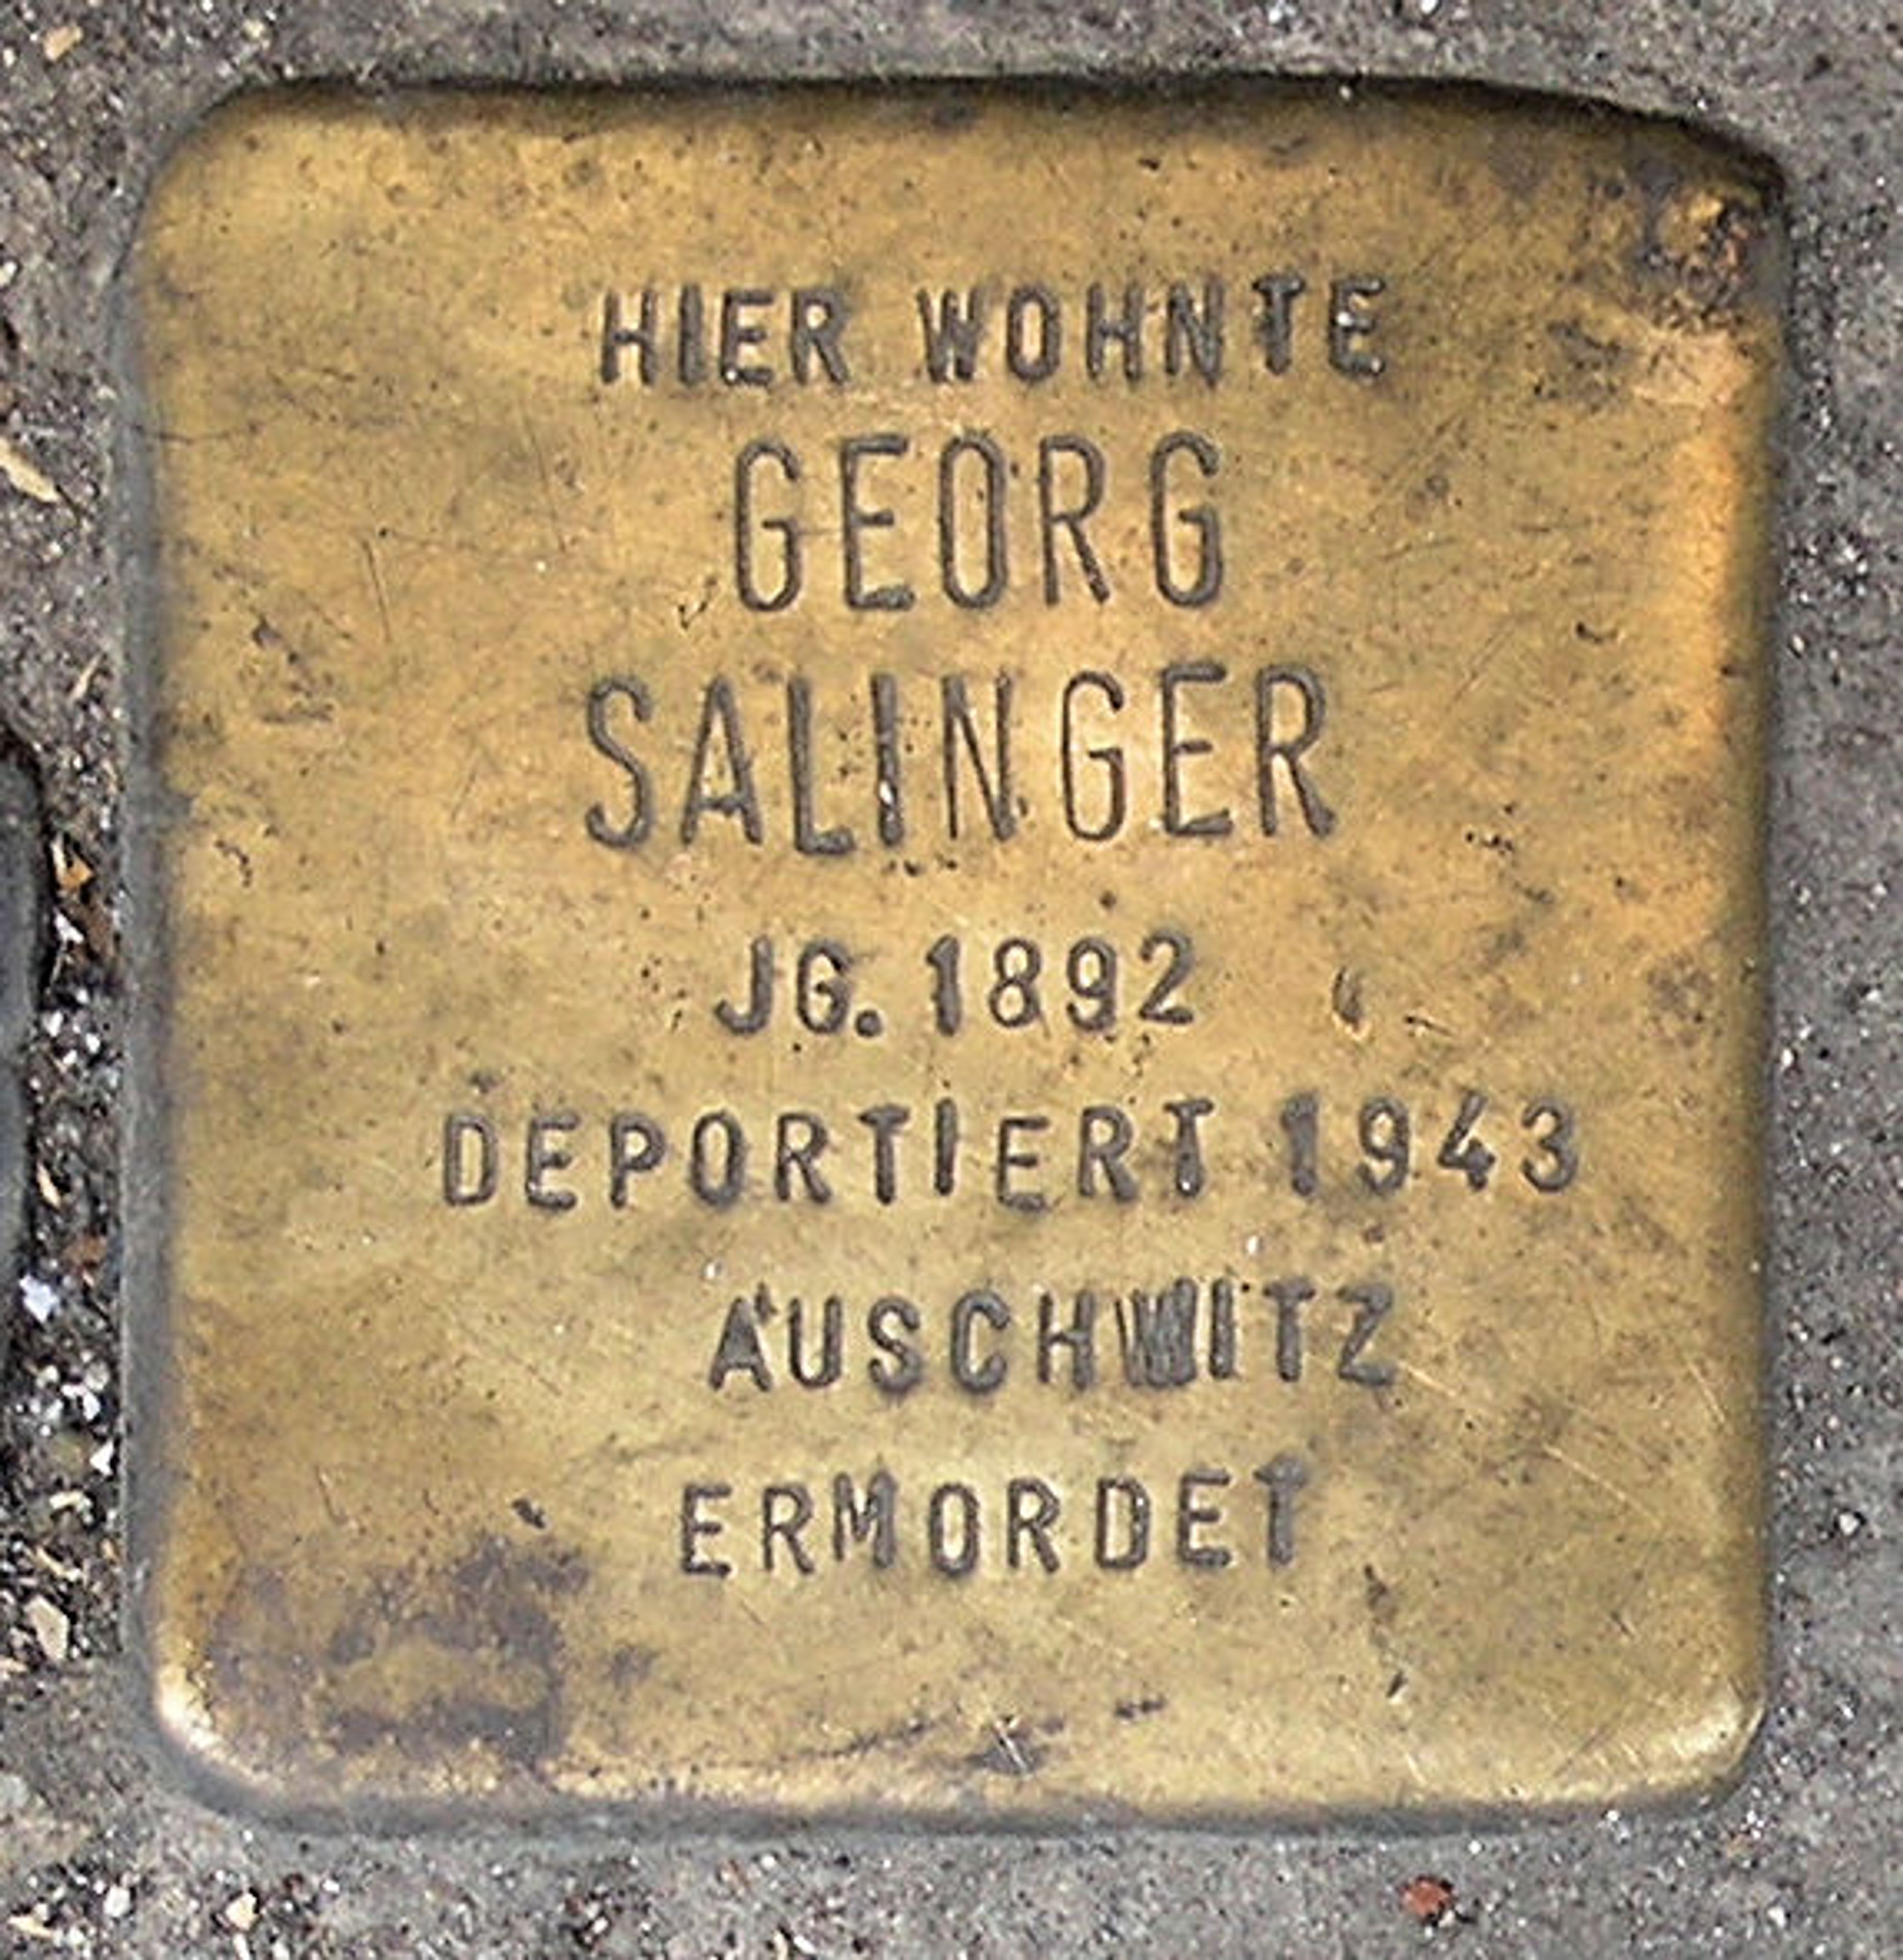 HIER WOHNTE
GEORG
SALINGER
JG. 1892
DEPORTIERT 1943
AUSCHWITZ
ERMORDET